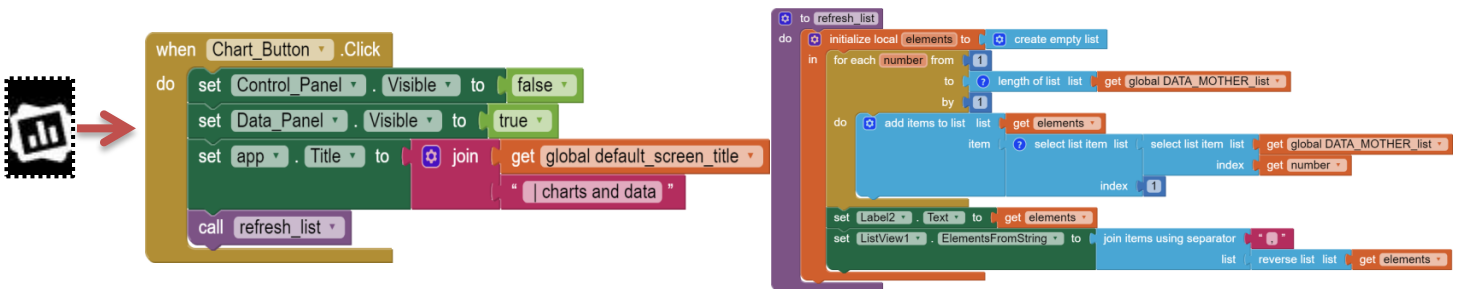 when Chart_Button .Click
do set Control_Panel . Visible to false
set Data_Panel . Visible to true
set app . Title to join get global default_screen_title
" | charts and data "
call refresh_list
to refresh_list
do initialize local elements to create empty list
in for each number from 1
to length of list list get global DATA_MOTHER_list
by 1
do add items to list list get elements
item select list item list select list item list get global DATA_MOTHER_list
index get number
index 1
set Label2 . Text to get elements
set ListView1 . ElementsFromString to join items using separator " , "
list reverse list list get elements